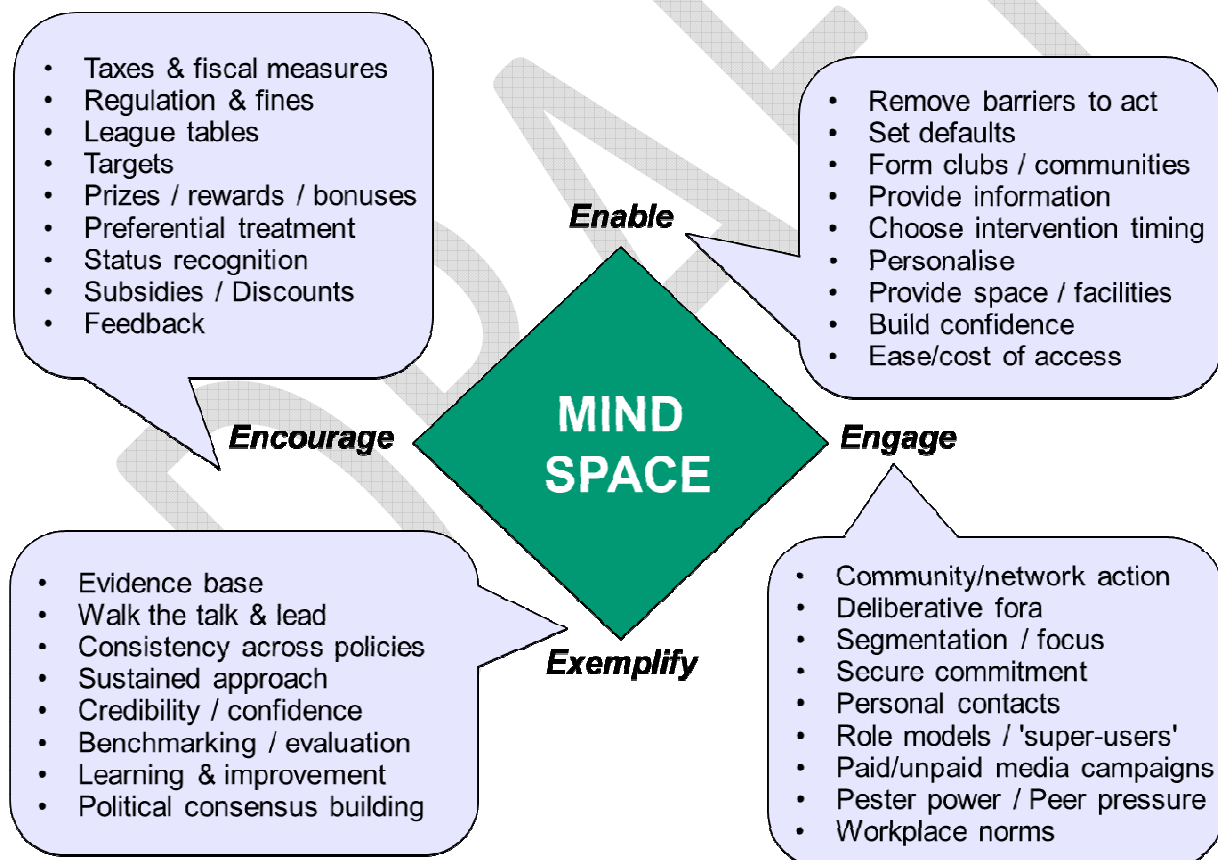 • Taxes & fiscal measures
• Regulation & fines
• League tables
• Targets
• Prizes / rewards / bonuses
• Preferential treatment
• Status recognition
• Subsidies / Discounts
• Feedback
• Remove barriers to act
• Set defaults
• Form clubs / communities
• Provide information
• Choose intervention timing
• Personalise
• Provide space / facilities
• Build confidence
• Ease/cost of access
Enable
Encourage
MIND
SPACE
Engage
Exemplify
• Evidence base
• Walk the talk & lead
• Consistency across policies
• Sustained approach
• Credibility / confidence
• Benchmarking / evaluation
• Learning & improvement
• Political consensus building
• Community/network action
• Deliberative fora
• Segmentation / focus
• Secure commitment
• Personal contacts
• Role models / 'super-users'
• Paid/unpaid media campaigns
• Pester power / Peer pressure
• Workplace norms